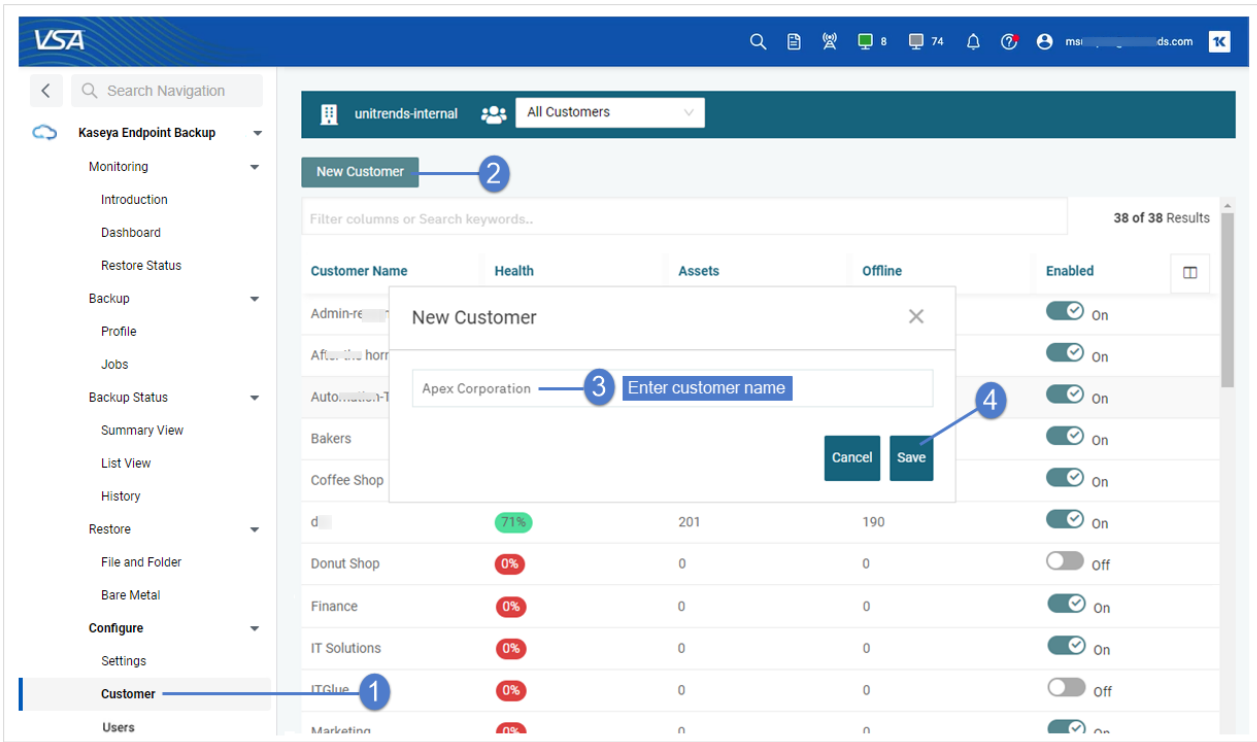 VSA
8
74
ds.com
Search Navigation
Kaseya Endpoint Backup
Monitoring
Introduction
Dashboard
Restore Status
Backup
Profile
Jobs
Backup Status
Summary View
List View
History
Restore
File and Folder
Bare Metal
Configure
Settings
Customer
1
Users
unitrends-internal
All Customers
New Customer
2
Filter columns or Search keywords..
38 of 38 Results
Customer Name Health Assets Offline Enabled
On
On
On
Bakers On
Coffee Shop On
New Customer
Apex Corporation
3
Enter customer name
4
Cancel Save
d 71% 201 190 On
Donut Shop 0% 0 0 Off
Finance 0% 0 0 On
IT Solutions 0% 0 0 On
ITGlue 0% 0 0 Off
Marketing 0% 0 0 On